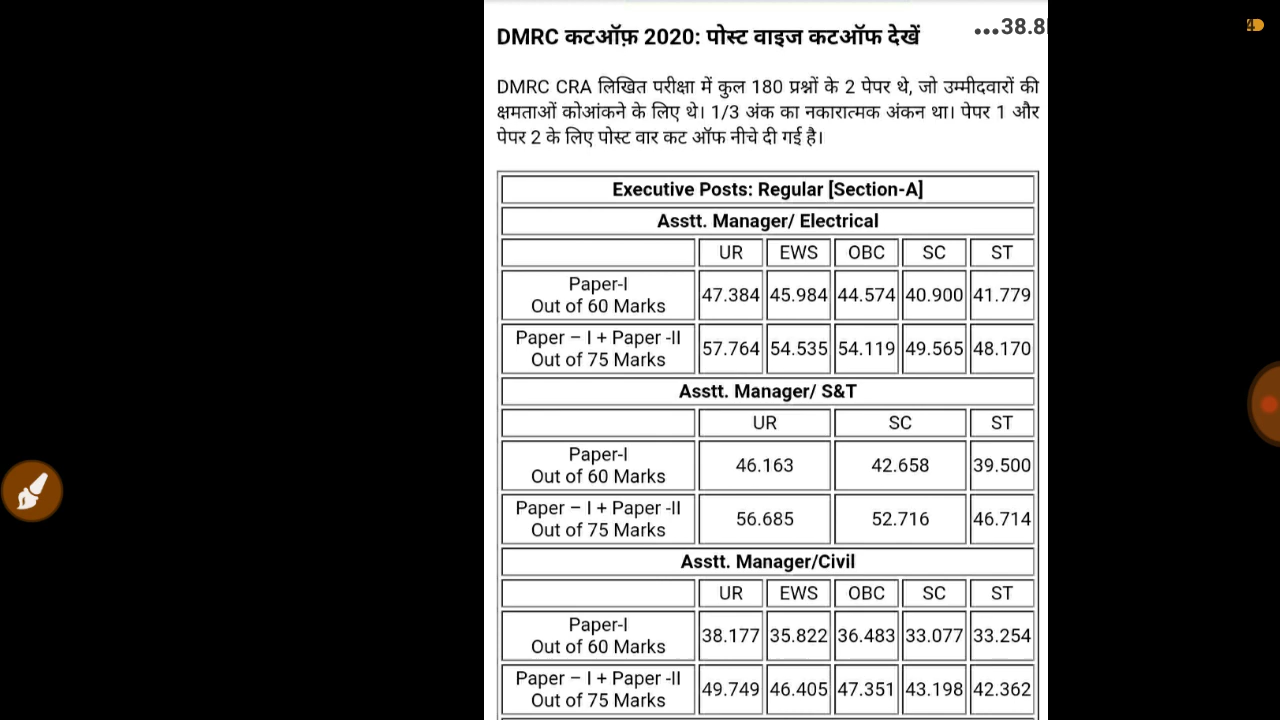 ...38.8
DMRC कटऑफ़ 2020: पोस्ट वाइज कटऑफ देखें
DMRC CRA लिखित परीक्षा में कुल 180 प्रश्नों के 2 पेपर थे, जो उम्मीदवारों की
क्षमताओं कोआंकने के लिए थे। 1/3 अंक का नकारात्मक अंकन था। पेपर 1 और
पेपर 2 के लिए पोस्ट वार कट ऑफ नीचे दी गई है।
Executive Posts: Regular [Section-A]
Asstt. Manager/ Electrical
UR EWS OBC SC ST
Paper-I
Out of 60 Marks
47.384 45.984 44.574 40.900 41.779
Paper – I + Paper -II
Out of 75 Marks
57.764 54.535 54.119 49.565 48.170
Asstt. Manager/ S&T
UR SC ST
Paper-I
Out of 60 Marks
46.163 42.658 39.500
Paper – I + Paper -II
Out of 75 Marks
56.685 52.716 46.714
Asstt. Manager/Civil
UR EWS OBC SC ST
Paper-I
Out of 60 Marks
38.177 35.822 36.483 33.077 33.254
Paper – I + Paper -II
Out of 75 Marks
49.749 46.405 47.351 43.198 42.362